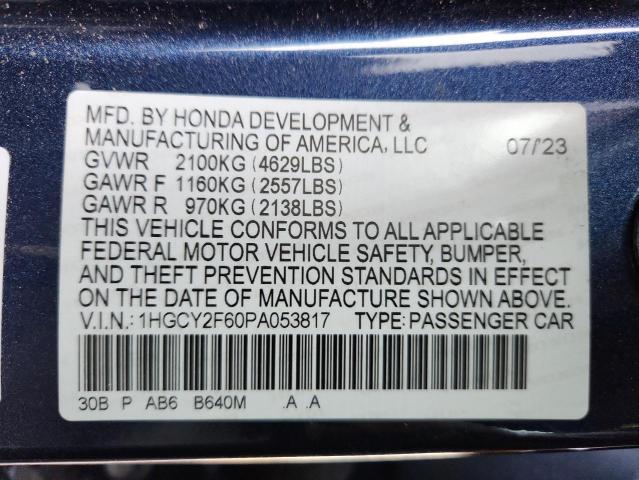 MFD. BY HONDA DEVELOPMENT &
MANUFACTURING OF AMERICA, LLC 07/'23
GVWR 2100KG (4629LBS)
GAWR F 1160KG (2557LBS)
GAWR R 970KG (2138LBS)
THIS VEHICLE CONFORMS TO ALL APPLICABLE
FEDERAL MOTOR VEHICLE SAFETY, BUMPER,
AND THEFT PREVENTION STANDARDS IN EFFECT
ON THE DATE OF MANUFACTURE SHOWN ABOVE.
V.I.N.: 1HGCY2F60PA053817 TYPE: PASSENGER CAR
30B P AB6 B640M .A .A